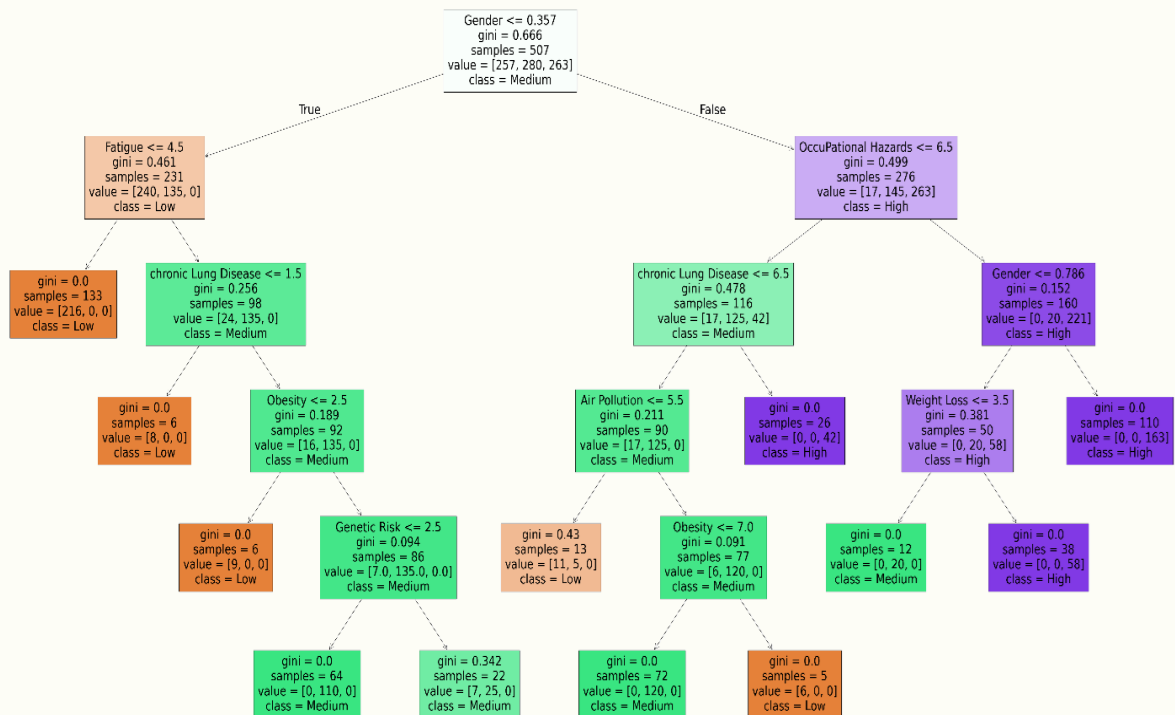 Gender <= 0.357
gini = 0.666
samples = 507
value = [257, 280, 263]
class = Medium
True
False
Fatigue <= 4.5
gini = 0.461
samples = 231
value = [240, 135, 0]
class = Low
OccuPational Hazards <= 6.5
gini = 0.499
samples = 276
value = [17, 145, 263]
class = High
gini = 0.0
samples = 133
value = [216, 0, 0]
class = Low
chronic Lung Disease <= 1.5
gini = 0.256
samples = 98
value = [24, 135, 0]
class = Medium
chronic Lung Disease <= 6.5
gini = 0.478
samples = 116
value = [17, 125, 42]
class = Medium
Gender <= 0.786
gini = 0.152
samples = 160
value = [0, 20, 221]
class = High
gini = 0.0
samples = 6
value = [8, 0, 0]
class = Low
Obesity <= 2.5
gini = 0.189
samples = 92
value = [16, 135, 0]
class = Medium
Air Pollution <= 5.5
gini = 0.211
samples = 90
value = [17, 125, 0]
class = Medium
gini = 0.0
samples = 26
value = [0, 0, 42]
class = High
Weight Loss <= 3.5
gini = 0.381
samples = 50
value = [0, 20, 58]
class = High
gini = 0.0
samples = 110
value = [0, 0, 163]
class = High
gini = 0.0
samples = 6
value = [9, 0, 0]
class = Low
Genetic Risk <= 2.5
gini = 0.094
samples = 86
value = [7.0, 135.0, 0.0]
class = Medium
gini = 0.43
samples = 13
value = [11, 5, 0]
class = Low
Obesity <= 7.0
gini = 0.091
samples = 77
value = [6, 120, 0]
class = Medium
gini = 0.0
samples = 12
value = [0, 20, 0]
class = Medium
gini = 0.0
samples = 38
value = [0, 0, 58]
class = High
gini = 0.0
samples = 64
value = [0, 110, 0]
class = Medium
gini = 0.342
samples = 22
value = [7, 25, 0]
class = Medium
gini = 0.0
samples = 72
value = [0, 120, 0]
class = Medium
gini = 0.0
samples = 5
value = [6, 0, 0]
class = Low